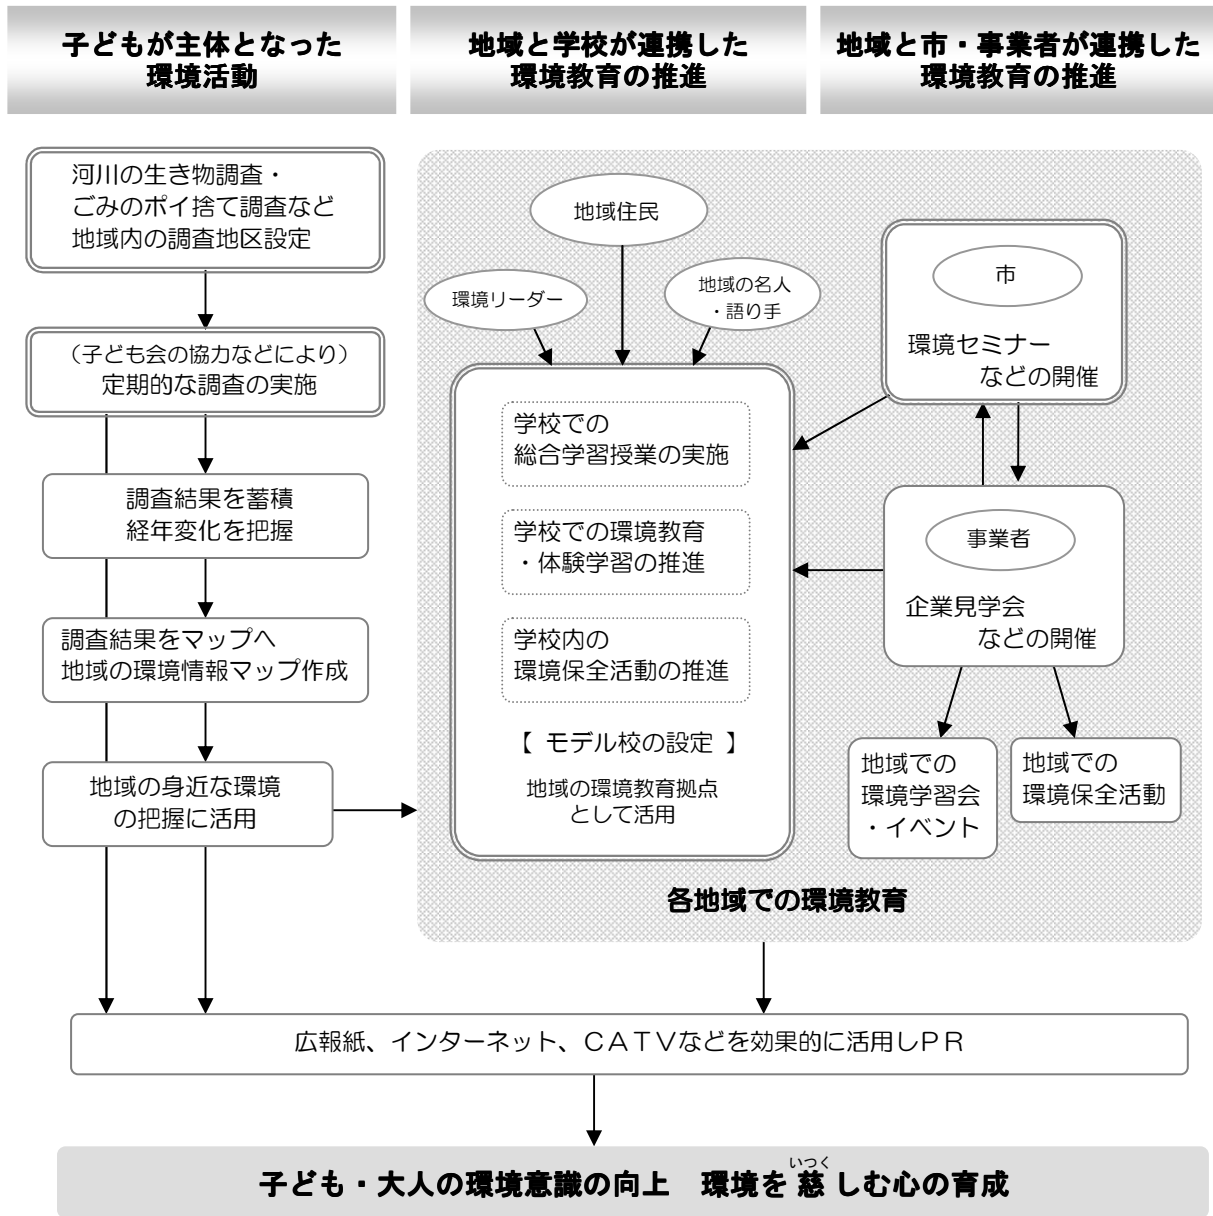 子どもが主体となった
環境活動
地域と学校が連携した
環境教育の推進
地域と市・事業者が連携した
環境教育の推進
河川の生き物調査・
ごみのポイ捨て調査など
地域内の調査地区設定
（子ども会の協力などにより）
定期的な調査の実施
調査結果を蓄積
経年変化を把握
調査結果をマップへ
地域の環境情報マップ作成
地域の身近な環境
の把握に活用
地域住民
環境リーダー
地域の名人
・語り手
学校での
総合学習授業の実施
学校での環境教育
・体験学習の推進
学校内の
環境保全活動の推進
【 モデル校の設定 】
地域の環境教育拠点
として活用
市
環境セミナー
などの開催
事業者
企業見学会
などの開催
地域での
環境学習会
・イベント
地域での
環境保全活動
各地域での環境教育
広報紙、インターネット、ＣＡＴＶなどを効果的に活用しＰＲ
いつく
子ども・大人の環境意識の向上　環境を慈しむ心の育成